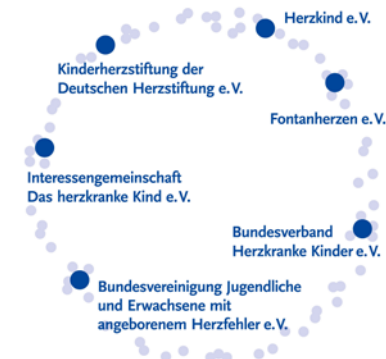 Herzkind e.V.
Kinderherzstiftung der
Deutschen Herzstiftung e.V.
Fontanherzen e.V.
Interessengemeinschaft
Das herzkranke Kind e.V.
Bundesverband
Herzkranke Kinder e.V.
Bundesvereinigung Jugendliche
und Erwachsene mit
angeborenem Herzfehler e.V.